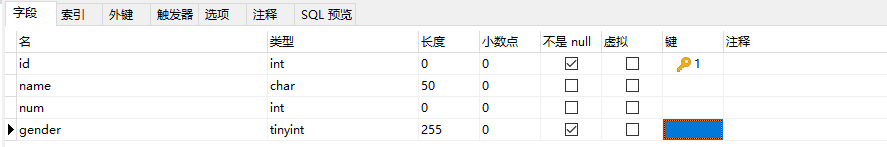 字段 索引 外键 触发器 选项 注释 SQL 预览
名 类型 长度 小数点 不是 null 虚拟 键 注释
id int 0 0 1
name char 50 0
num int 0 0
gender tinyint 255 0